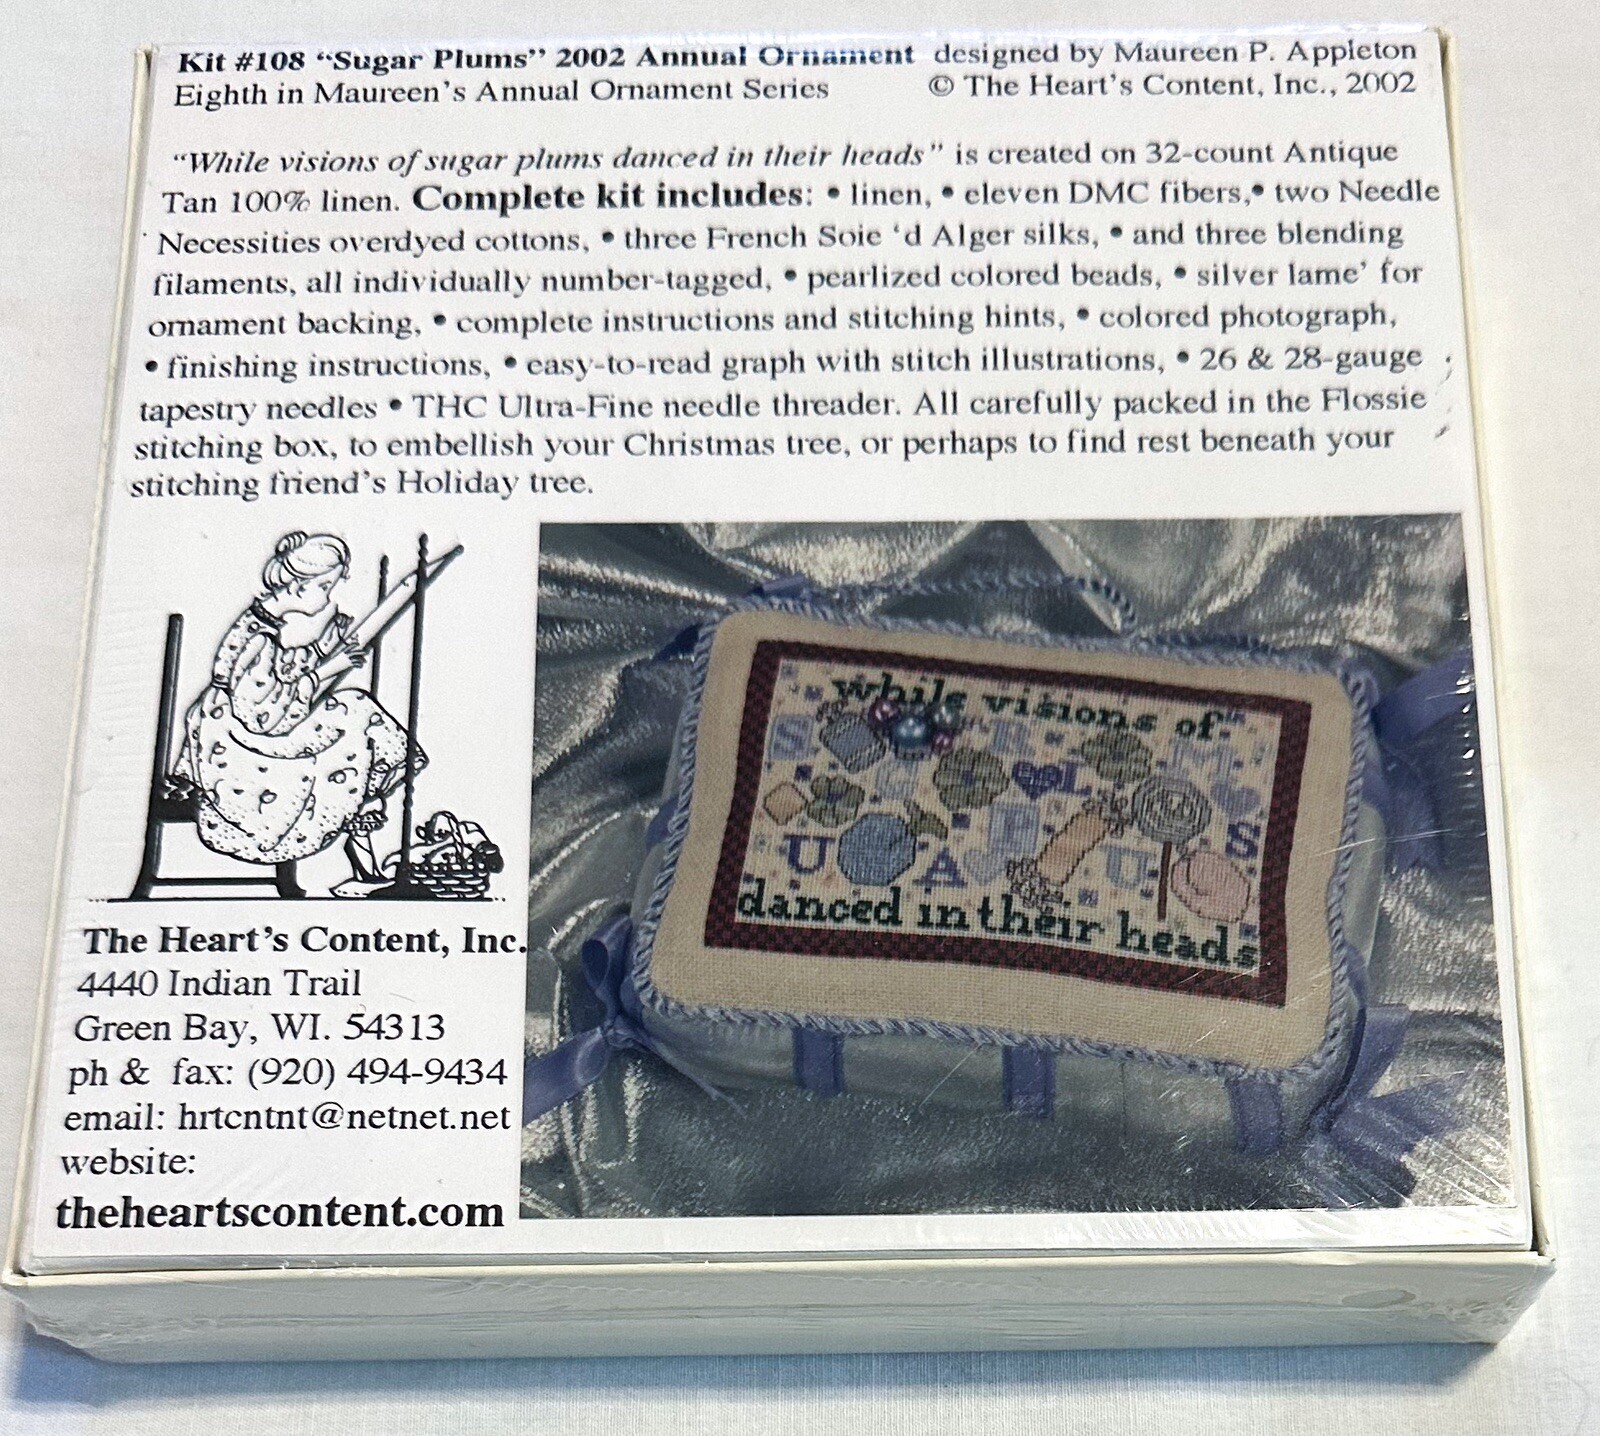 Kit #108 “Sugar Plums” 2002 Annual Ornament designed by Maureen P. Appleton
Eighth in Maureen’s Annual Ornament Series © The Heart’s Content, Inc., 2002
“While visions of sugar plums danced in their heads” is created on 32-count Antique
Tan 100% linen. Complete kit includes: • linen, • eleven DMC fibers, • two Needle
Necessities overdyed cottons, • three French Soie ‘d Alger silks, • and three blending
filaments, all individually number-tagged, • pearlized colored beads, • silver lame’ for
ornament backing, • complete instructions and stitching hints, • colored photograph,
• finishing instructions, • easy-to-read graph with stitch illustrations, • 26 & 28-gauge
tapestry needles • THC Ultra-Fine needle threader. All carefully packed in the Flossie
stitching box, to embellish your Christmas tree, or perhaps to find rest beneath your
stitching friend’s Holiday tree.
while visions of
S G R L M
U A P U S
danced in their heads
The Heart’s Content, Inc.
4440 Indian Trail
Green Bay, WI. 54313
ph & fax: (920) 494-9434
email: hrtcntnt@netnet.net
website:
theheartscontent.com